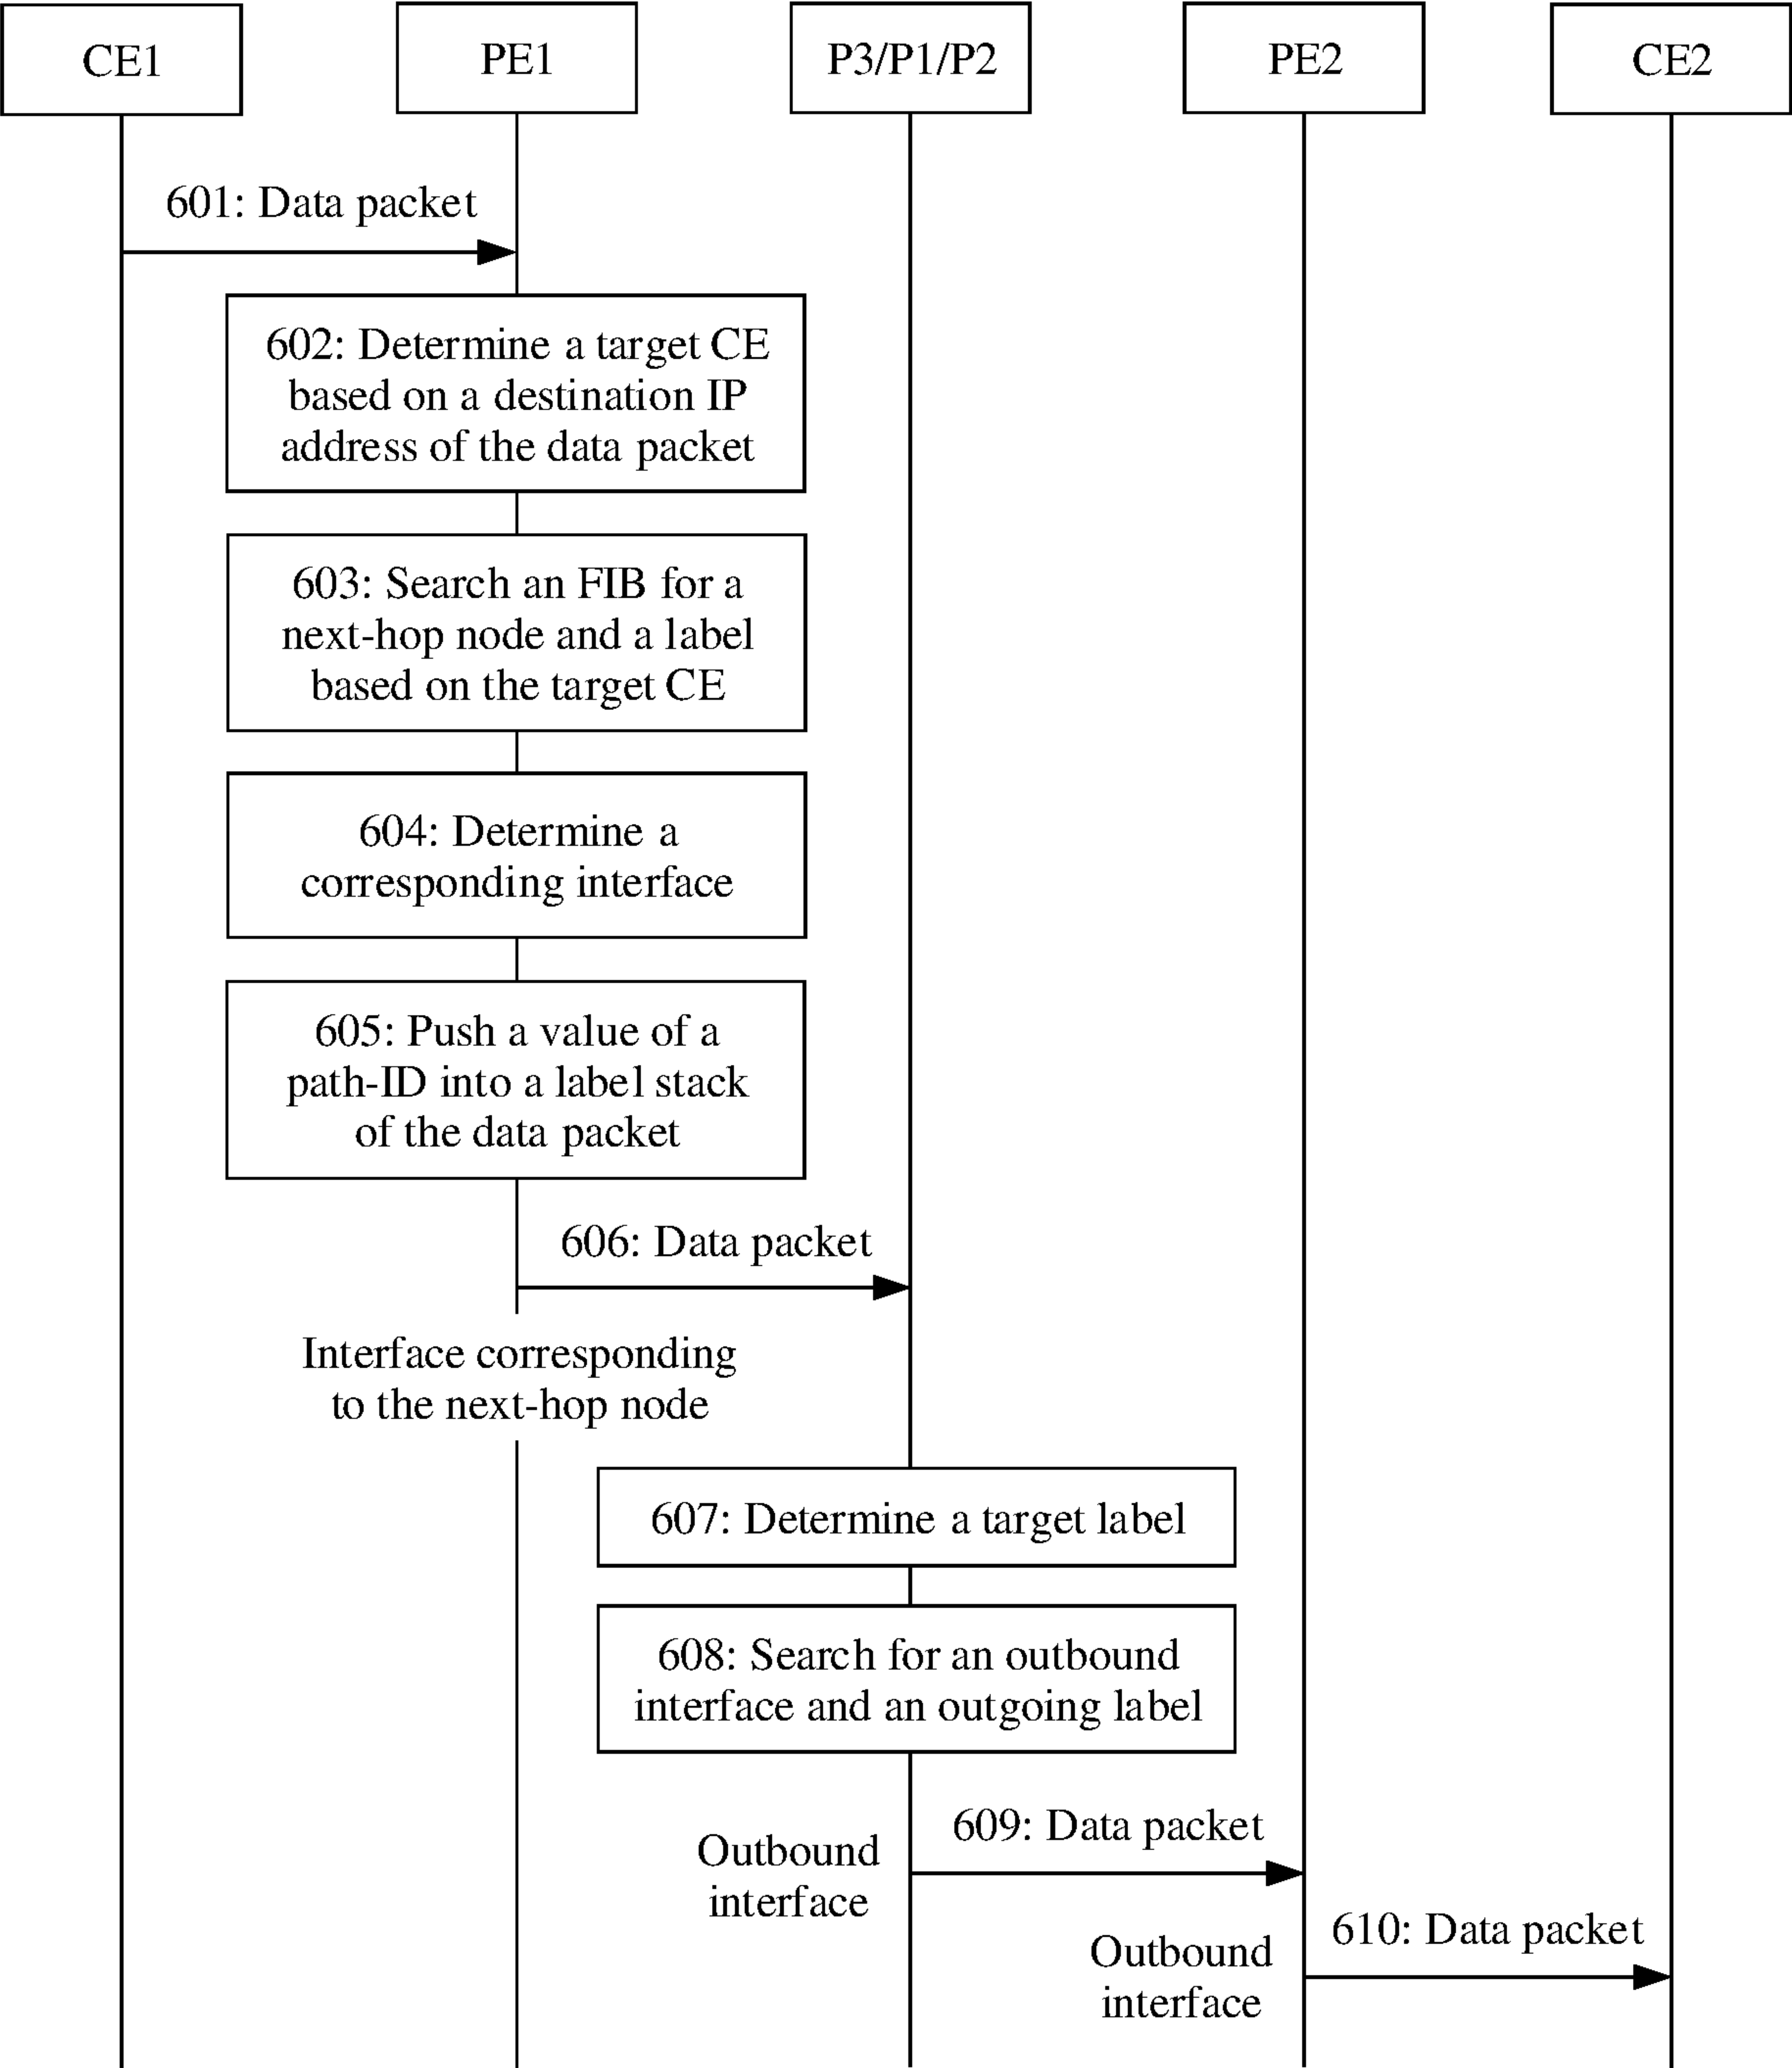 CE1
PE1
P3/P1/P2
PE2
CE2
601: Data packet
602: Determine a target CE
based on a destination IP
address of the data packet
603: Search an FIB for a
next-hop node and a label
based on the target CE
604: Determine a
corresponding interface
605: Push a value of a
path-ID into a label stack
of the data packet
606: Data packet
Interface corresponding
to the next-hop node
607: Determine a target label
608: Search for an outbound
interface and an outgoing label
609: Data packet
Outbound
interface
610: Data packet
Outbound
interface